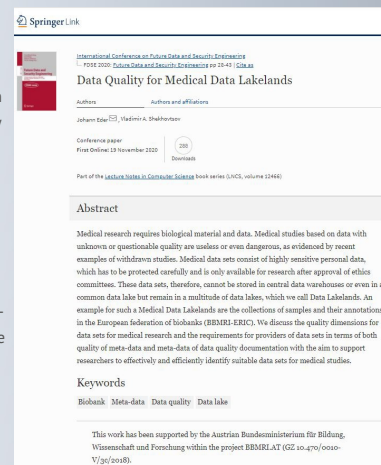 Springer Link
International Conference on Future Data and Security Engineering
FDSE 2020: Future Data and Security Engineering pp 28-43 | Cite as
Data Quality for Medical Data Lakelands
Authors
Authors and affiliations
Johann Eder, Vladimir A. Shekhovtsov
Conference paper
First Online: 19 November 2020
288
Downloads
Part of the Lecture Notes in Computer Science book series (LNCS, volume 12466)
Abstract
Medical research requires biological material and data. Medical studies based on data with
unknown or questionable quality are useless or even dangerous, as evidenced by recent
examples of withdrawn studies. Medical data sets consist of highly sensitive personal data,
which has to be protected carefully and is only available for research after approval of ethics
committees. These data sets, therefore, cannot be stored in central data warehouses or even in a
common data lake but remain in a multitude of data lakes, which we call Data Lakelands. An
example for such a Medical Data Lakelands are the collections of samples and their annotations
in the European federation of biobanks (BBMRI-ERIC). We discuss the quality dimensions for
data sets for medical research and the requirements for providers of data sets in terms of both
quality of meta-data and meta-data of data quality documentation with the aim to support
researchers to effectively and efficiently identify suitable data sets for medical studies.
Keywords
Biobank Meta-data Data quality Data lake
This work has been supported by the Austrian Bundesministerium für Bildung,
Wissenschaft und Forschung within the project BBMRI.AT (GZ 10.470/0010-
V/3c/2018).